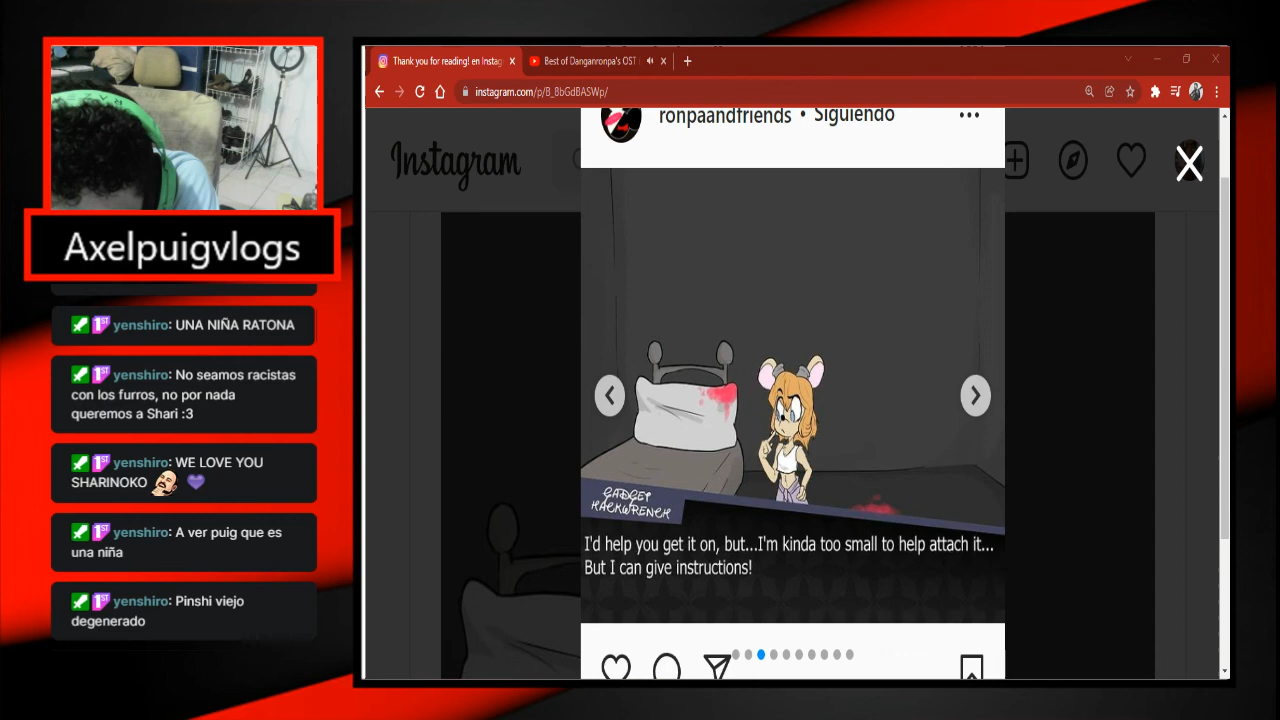 Thank you for reading! en Instag
Best of Danganronpa's OST
instagram.com/p/B_8bGdBASWp/
ronpaandfriends • Siguiendo
Instagram
Axelpuigvlogs
yenshiro: UNA NIÑA RATONA
yenshiro: No seamos racistas
con los furros, no por nada
queremos a Shari :3
yenshiro: WE LOVE YOU
SHARINOKO
yenshiro: A ver puig que es
una niña
yenshiro: Pinshi viejo
degenerado
GADGET
HACKWRENCH
I'd help you get it on, but...I'm kinda too small to help attach it...
But I can give instructions!